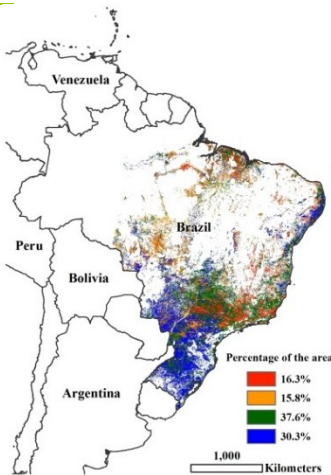 Venezuela
Brazil
Peru
Bolivia
Argentina
Percentage of the area
16.3%
15.8%
37.6%
30.3%
1,000
Kilometers